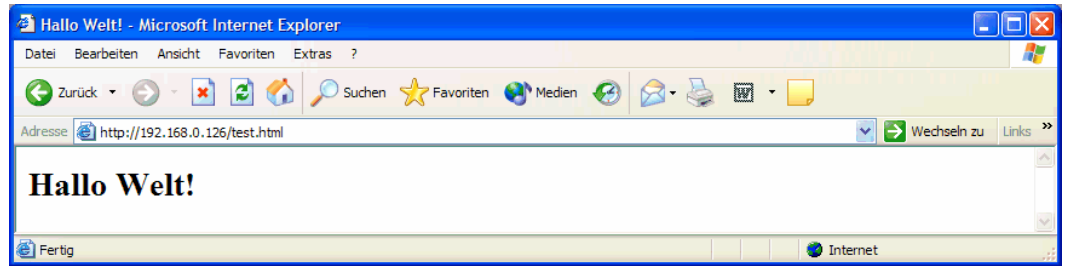 Hallo Welt! - Microsoft Internet Explorer
Datei Bearbeiten Ansicht Favoriten Extras ?
Zurück Suchen Favoriten Medien W
Adresse http://192.168.0.126/test.html Wechseln zu Links »
Hallo Welt!
Fertig Internet